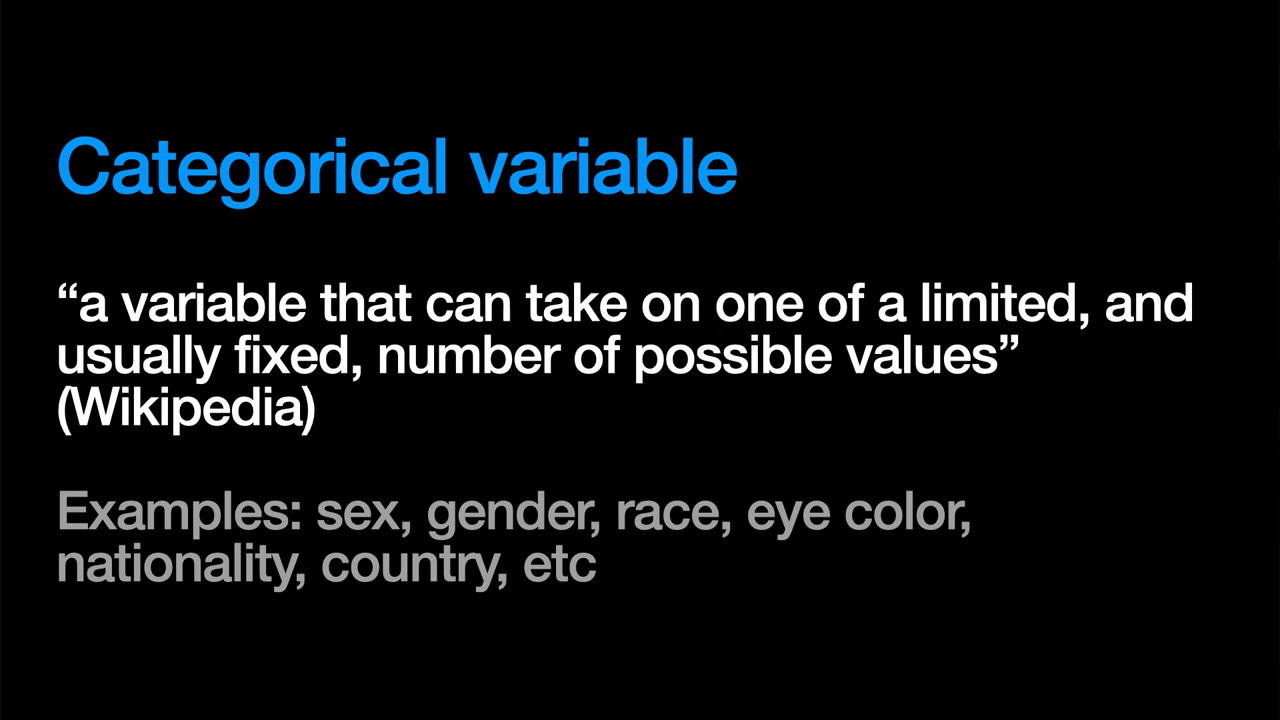 Categorical variable
“a variable that can take on one of a limited, and
usually fixed, number of possible values”
(Wikipedia)
Examples: sex, gender, race, eye color,
nationality, country, etc